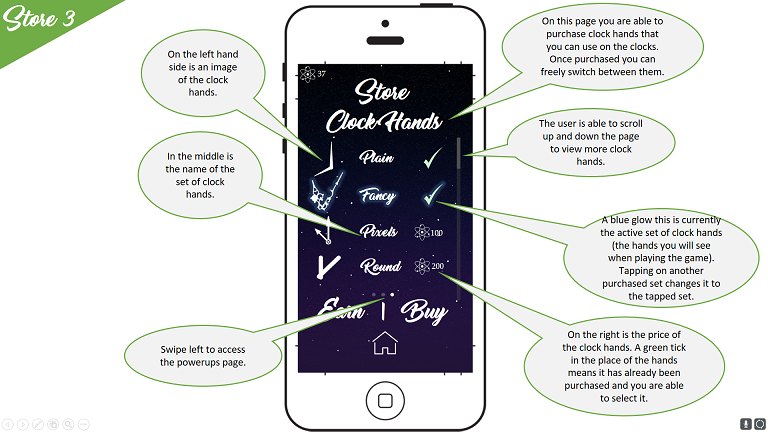 Store 3
On the left hand
side is an image
of the clock
hands.
In the middle is
the name of the
set of clock
hands.
Swipe left to access
the powerups page.
37
Store
Clock Hands
Plain
Fancy
Pixels
100
Round
200
Earn | Buy
On this page you are able to
purchase clock hands that
you can use on the clocks.
Once purchased you can
freely switch between them.
The user is able to scroll
up and down the page
to view more clock
hands.
A blue glow this is currently
the active set of clock hands
(the hands you will see
when playing the game).
Tapping on another
purchased set changes it to
the tapped set.
On the right is the price of
the clock hands. A green tick
in the place of the hands
means it has already been
purchased and you are able
to select it.